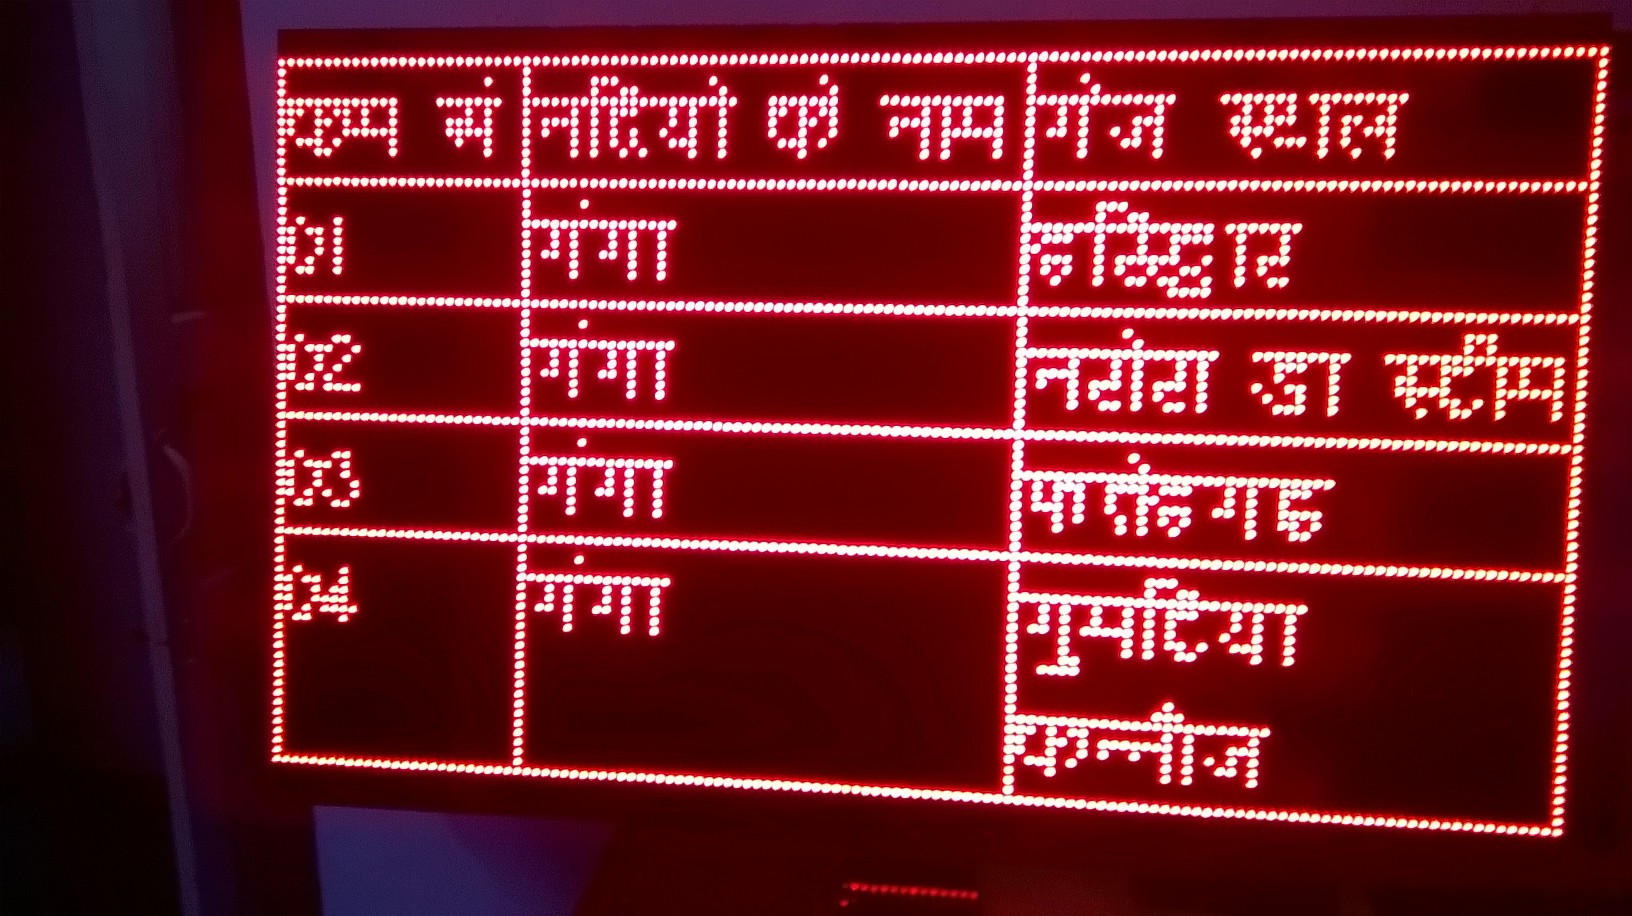 क्रम सं नदियों के नाम गेज स्थल
01 गंगा हरिद्वार
02 गंगा नरोरा डा स्ट्रीम
03 गंगा फतेहगढ
04 गंगा गुमटिया
कन्नौज